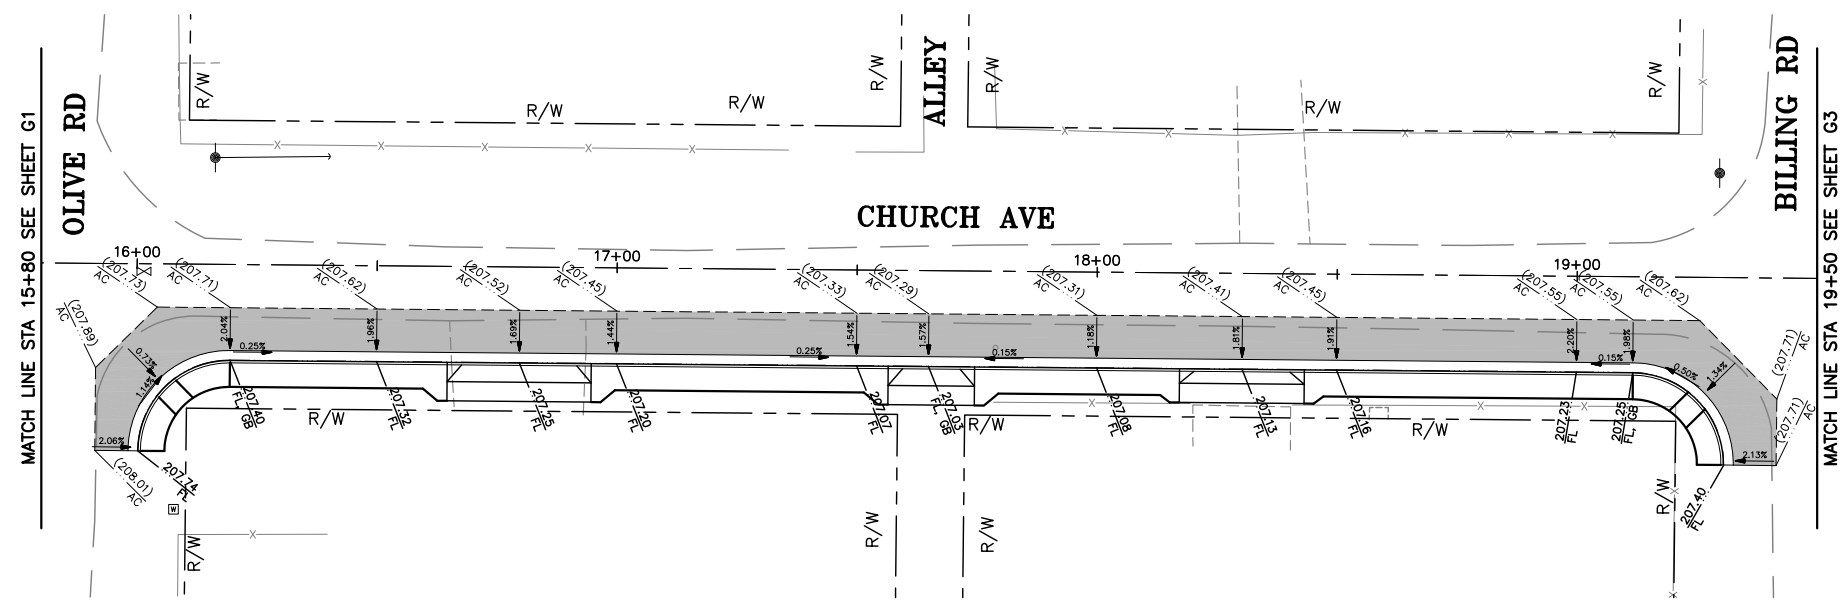 MATCH LINE STA 15+80 SEE SHEET G1
OLIVE RD
R/W
R/W
R/W
R/W
ALLEY
R/W
R/W
R/W
BILLING RD
MATCH LINE STA 19+50 SEE SHEET G3
CHURCH AVE
16+00
17+00
18+00
19+00
(207.89)
AC
(207.73)
AC
(207.71)
AC
(207.62)
AC
(207.52)
AC
(207.45)
AC
(207.33)
AC
(207.29)
AC
(207.31)
AC
(207.41)
AC
(207.45)
AC
(207.55)
AC
(207.55)
AC
(207.62)
AC
(207.71)
AC
(207.71)
AC
(208.01)
AC
2.04%
1.96%
1.69%
1.44%
1.54%
1.57%
1.18%
1.81%
1.91%
2.20%
1.98%
0.73%
1.14%
2.06%
0.25%
0.25%
0.15%
0.15%
0.50%
1.34%
2.13%
207.74
FL
207.40
FL, GB
207.32
FL
207.25
FL
207.20
FL
207.07
FL
207.03
FL, GB
207.08
FL
207.13
FL
207.16
FL
207.23
FL
207.25
FL, GB
207.40
FL
R/W
R/W
R/W
W
R/W
R/W
R/W
R/W